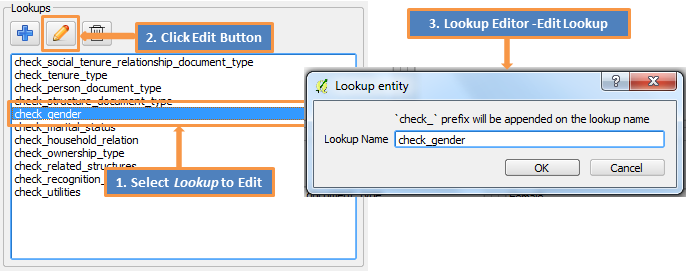 Lookups
2. Click Edit Button
3. Lookup Editor -Edit Lookup
check_social_tenure_relationship_document_type
check_tenure_type
check_person_document_type
check_structure_document_type
check_gender
check_marital_status
check_household_relation
check_ownership_type
check_related_structures
check_recognition_
check_utilities
1. Select Lookup to Edit
Lookup entity
`check_` prefix will be appended on the lookup name
Lookup Name
check_gender
OK
Cancel